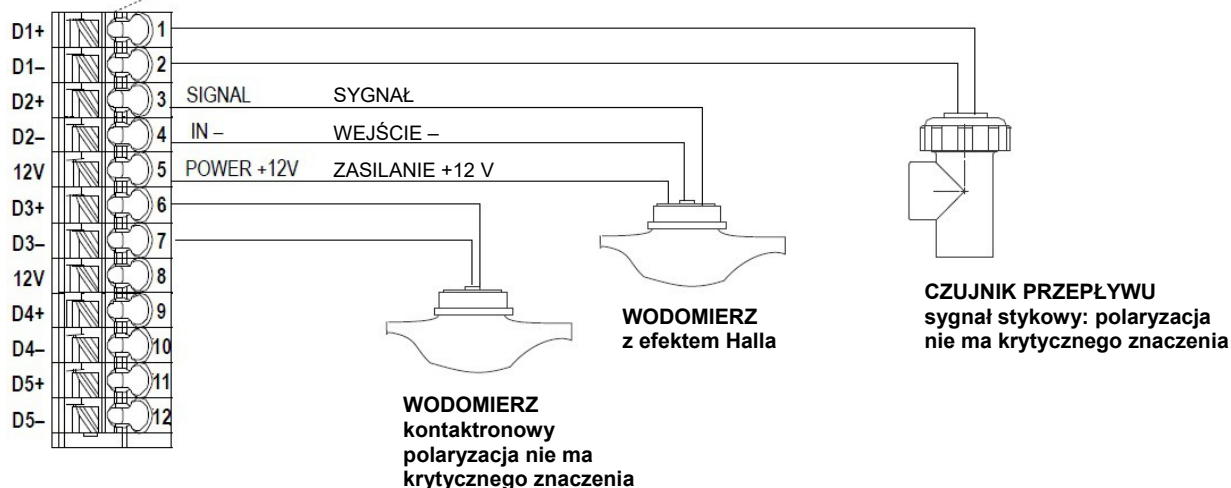 D1+ 1
D1– 2
D2+ 3 SIGNAL SYGNAŁ
D2– 4 IN – WEJŚCIE –
12V 5 POWER +12V ZASILANIE +12 V
D3+ 6
D3– 7
12V 8
D4+ 9
D4– 10
D5+ 11
D5– 12
WODOMIERZ
kontaktronowy
polaryzacja nie ma
krytycznego znaczenia
WODOMIERZ
z efektem Halla
CZUJNIK PRZEPŁYWU
sygnał stykowy: polaryzacja
nie ma krytycznego znaczenia